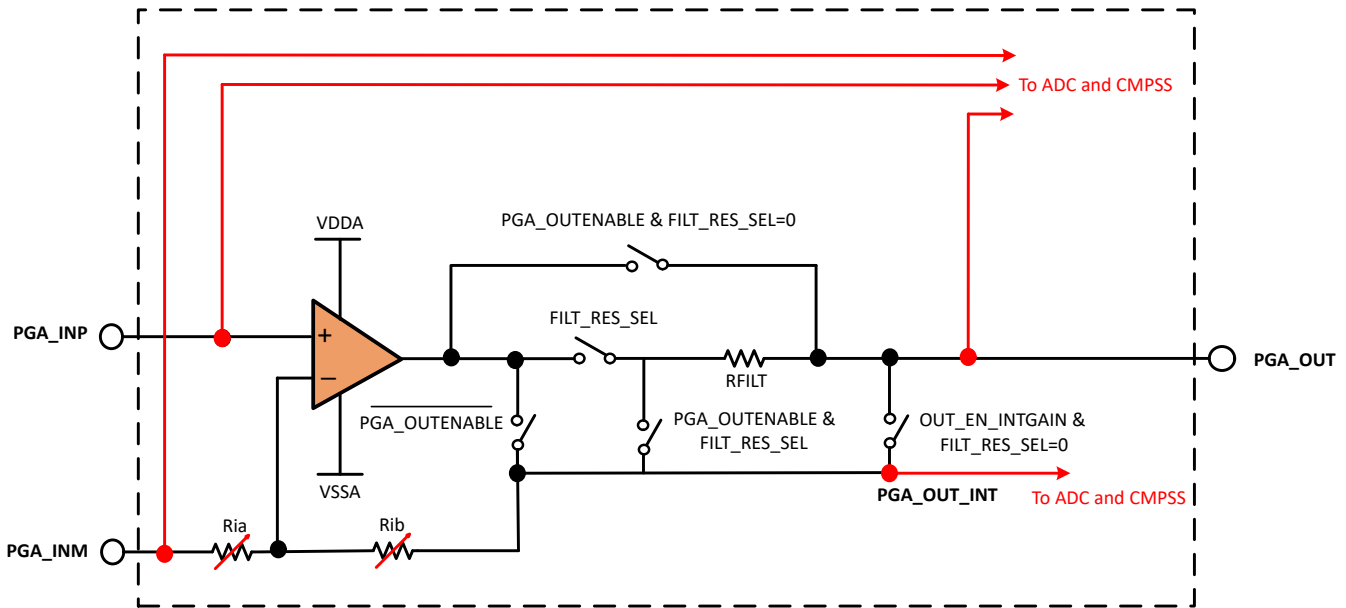 To ADC and CMPSS
PGA_OUTENABLE & FILT_RES_SEL=0
VDDA
PGA_INP
+
−
FILT_RES_SEL
RFILT
PGA_OUT
PGA_OUTENABLE
PGA_OUTENABLE &
FILT_RES_SEL
OUT_EN_INTGAIN &
FILT_RES_SEL=0
VSSA
PGA_OUT_INT
To ADC and CMPSS
PGA_INM
Ria
Rib